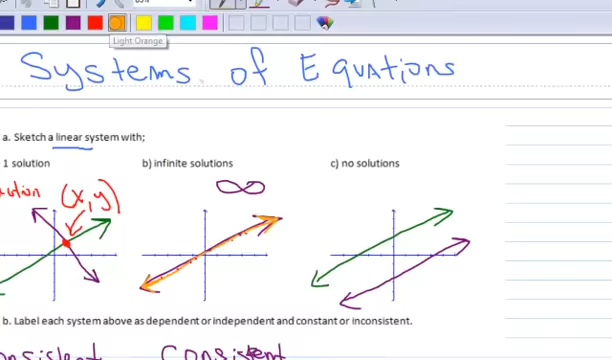 Light Orange
Systems of Equations
a. Sketch a linear system with;
1 solution b) infinite solutions c) no solutions
(x,y) ∞
b. Label each system above as dependent or independent and constant or inconsistent.
Consistent